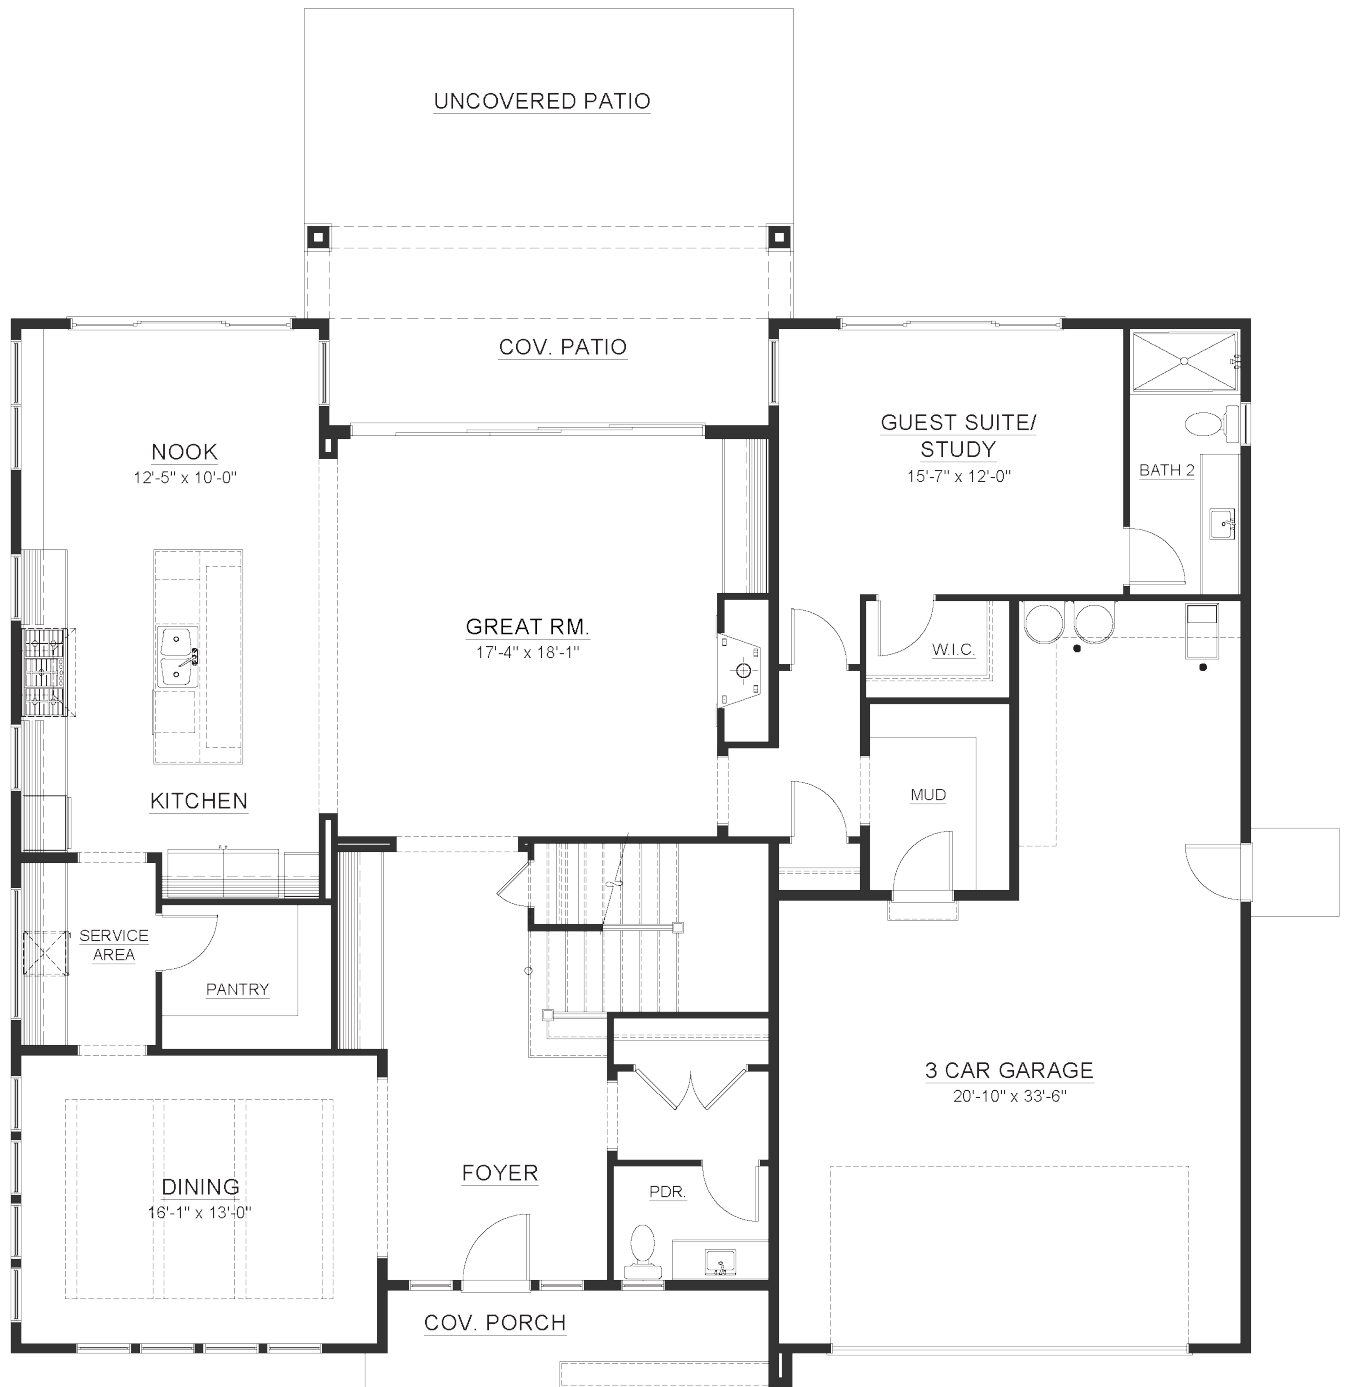 UNCOVERED PATIO
COV. PATIO
NOOK
12'-5" x 10'-0"
GUEST SUITE/
STUDY
15'-7" x 12'-0"
BATH 2
GREAT RM.
17'-4" x 18'-1"
W.I.C.
KITCHEN
MUD
SERVICE
AREA
PANTRY
3 CAR GARAGE
20'-10" x 33'-6"
FOYER
DINING
16'-1" x 13'-0"
PDR.
COV. PORCH